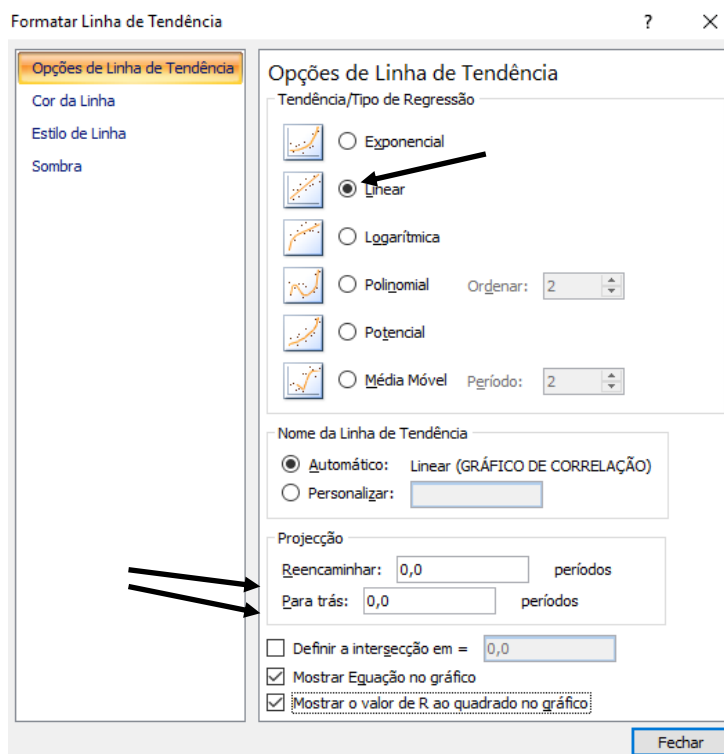 Formatar Linha de Tendência ? X
Opções de Linha de Tendência
Cor da Linha
Estilo de Linha
Sombra
Opções de Linha de Tendência
Tendência/Tipo de Regressão
Exponencial
Linear
Logarítmica
Polinomial Ordenar: 2
Potencial
Média Móvel Período: 2
Nome da Linha de Tendência
Automático: Linear (GRÁFICO DE CORRELAÇÃO)
Personalizar:
Projecção
Reencaminhar: 0,0 períodos
Para trás: 0,0 períodos
Definir a intersecção em = 0,0
Mostrar Equação no gráfico
Mostrar o valor de R ao quadrado no gráfico
Fechar